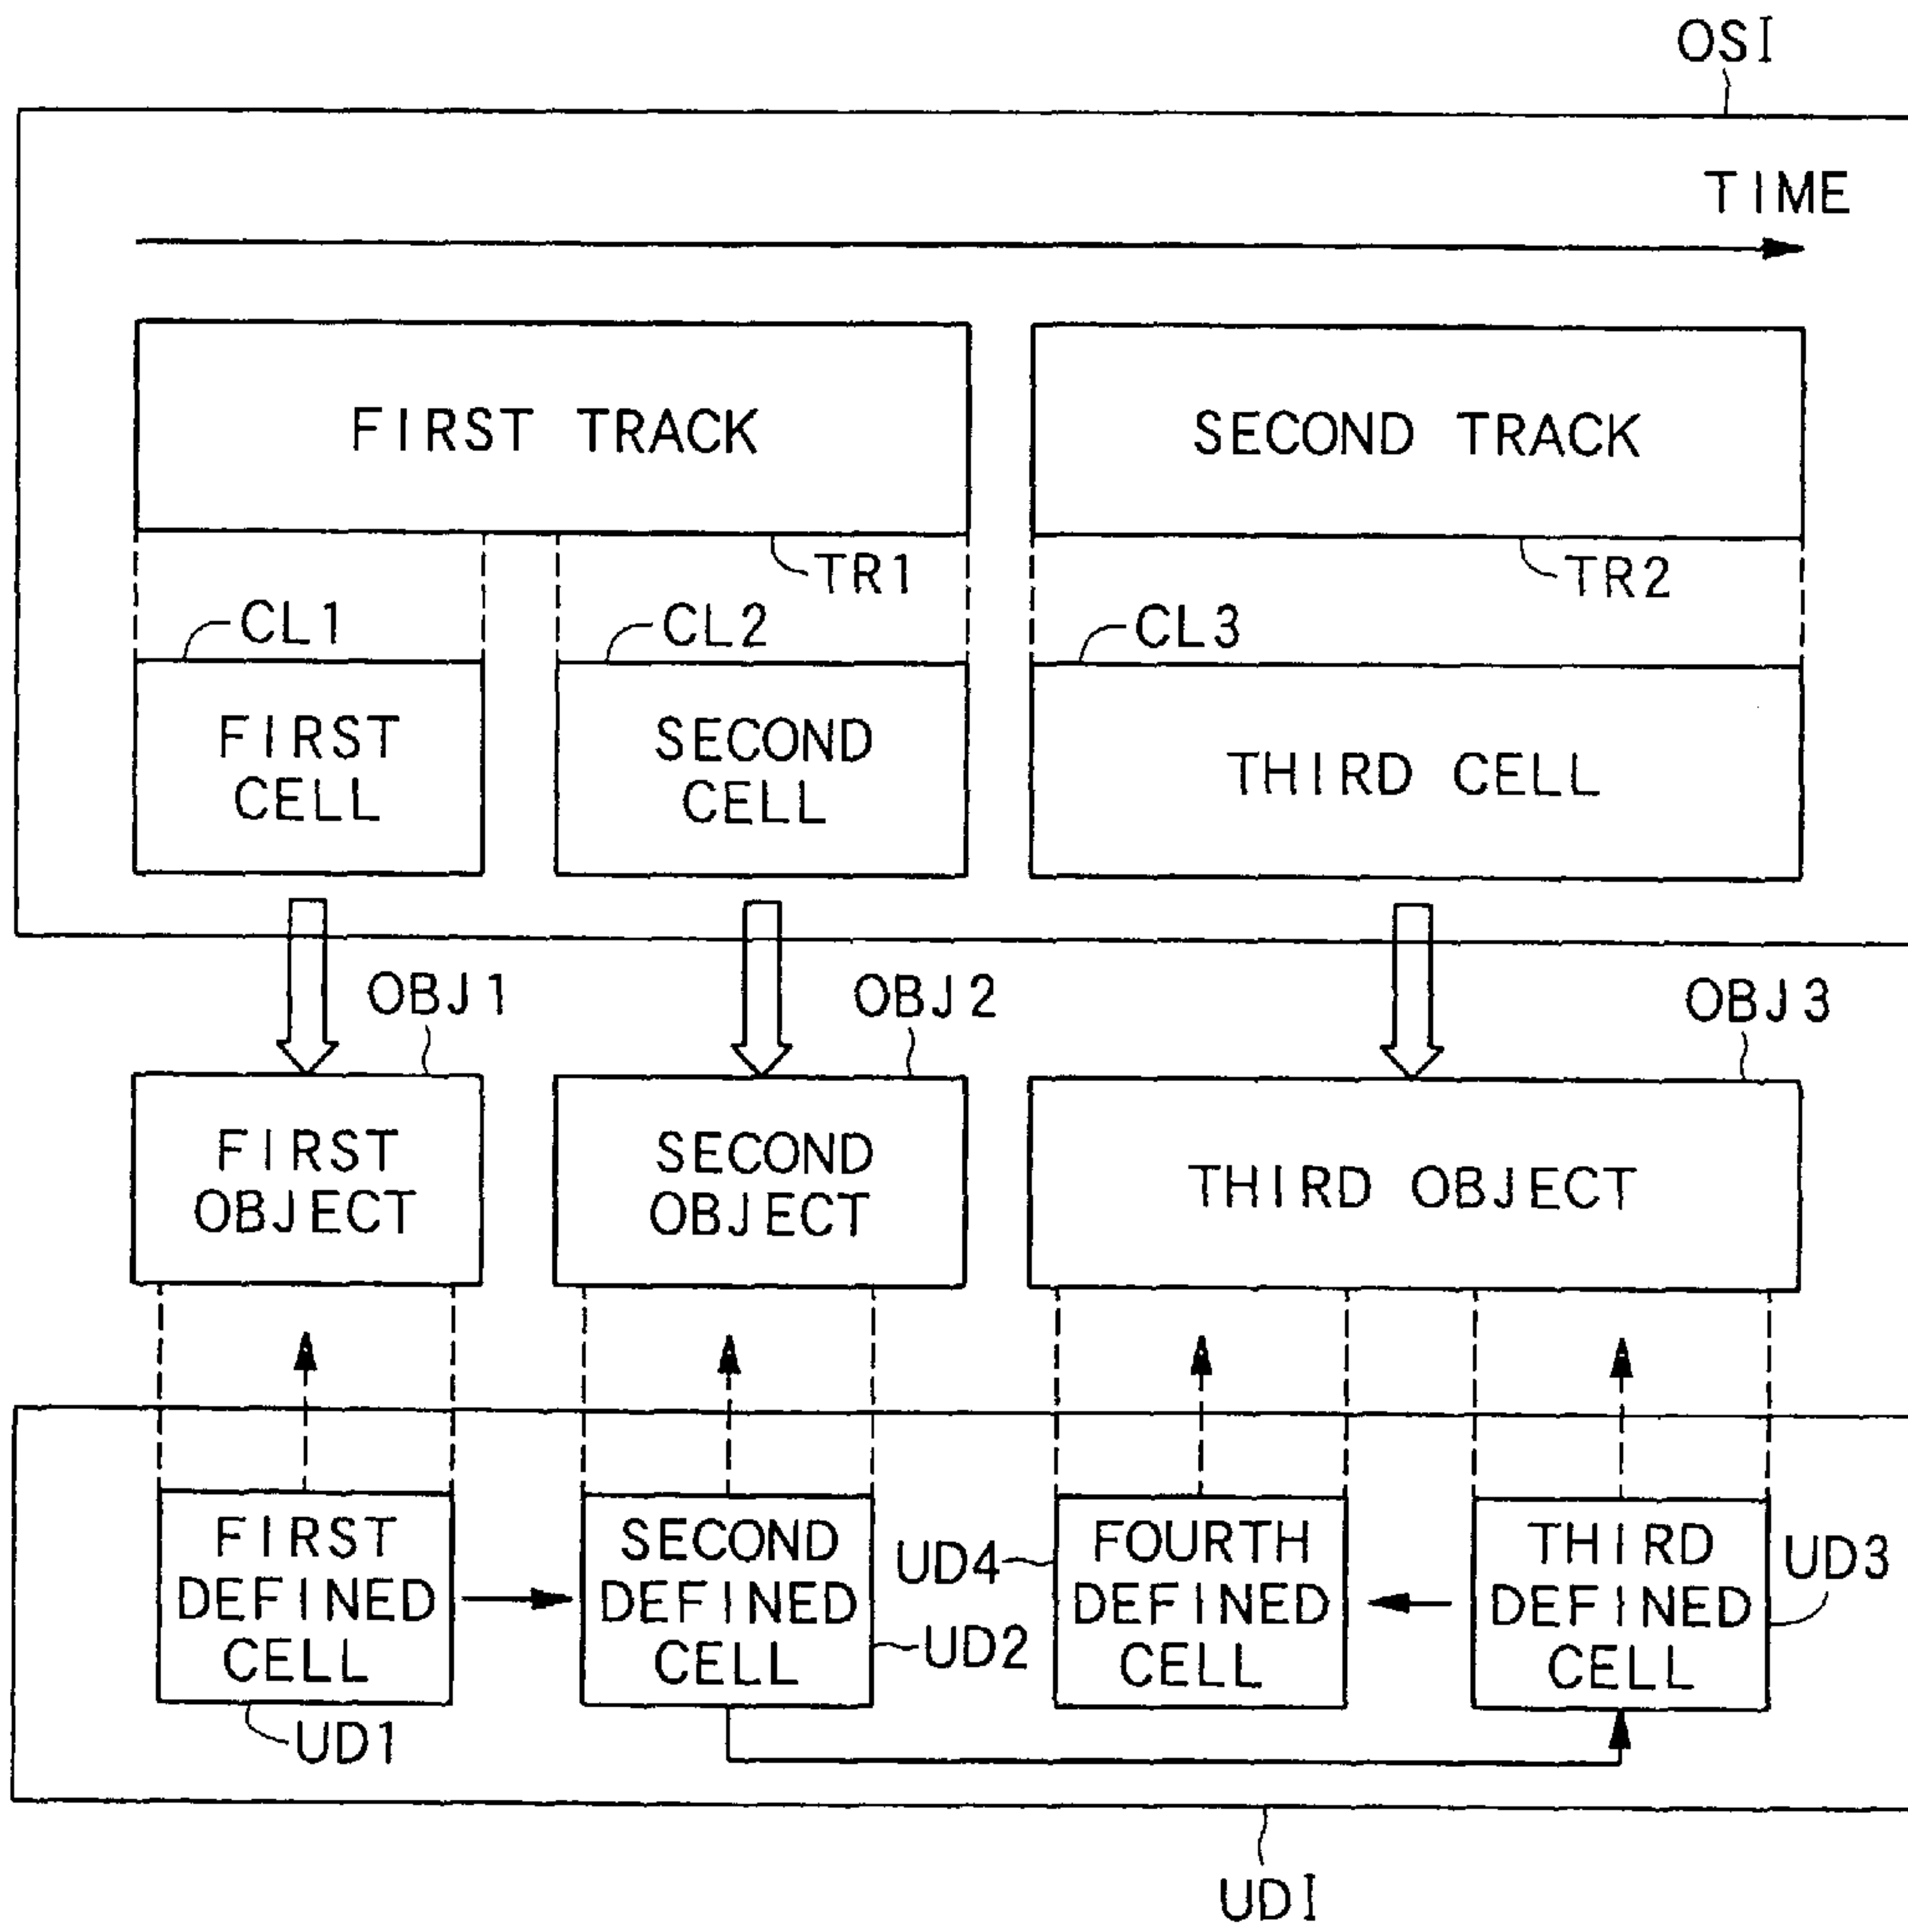 OSI
TIME
FIRST TRACK
SECOND TRACK
TR1
TR2
CL1
CL2
CL3
FIRST
CELL
SECOND
CELL
THIRD CELL
OBJ1
OBJ2
OBJ3
FIRST
OBJECT
SECOND
OBJECT
THIRD OBJECT
FIRST
DEFINED
CELL
UD1
SECOND
DEFINED
CELL
UD2
UD4
FOURTH
DEFINED
CELL
THIRD
DEFINED
CELL
UD3
UDI